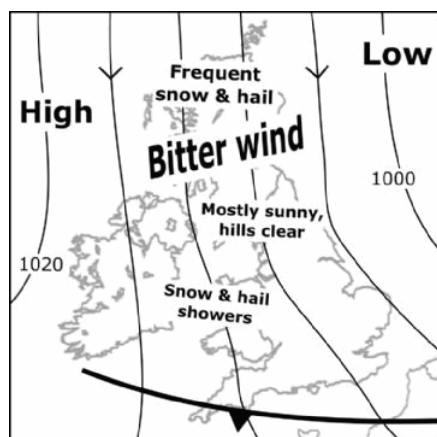 Low
Frequent
snow & hail
High
Bitter wind
1000
Mostly sunny,
hills clear
1020
Snow & hail
showers